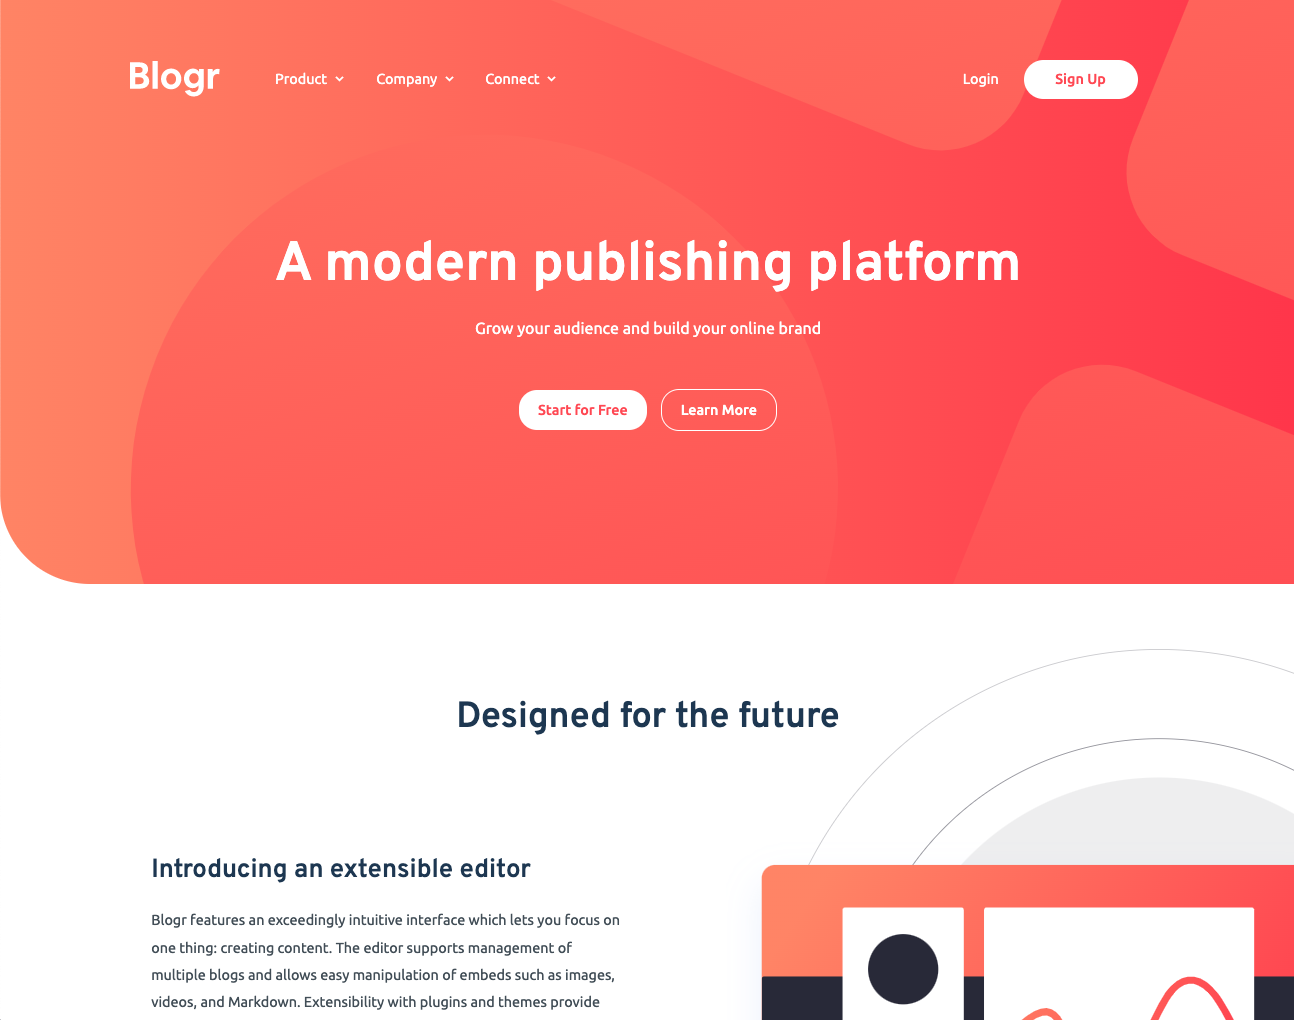 Blogr
Product
Company
Connect
Login
Sign Up
A modern publishing platform
Grow your audience and build your online brand
Start for Free
Learn More
Designed for the future
Introducing an extensible editor
Blogr features an exceedingly intuitive interface which lets you focus on
one thing: creating content. The editor supports management of
multiple blogs and allows easy manipulation of embeds such as images,
videos, and Markdown. Extensibility with plugins and themes provide